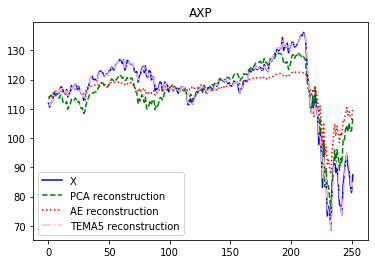 AXP
130
120
110
100
90
80
70
X
PCA reconstruction
AE reconstruction
TEMA5 reconstruction
0 50 100 150 200 250